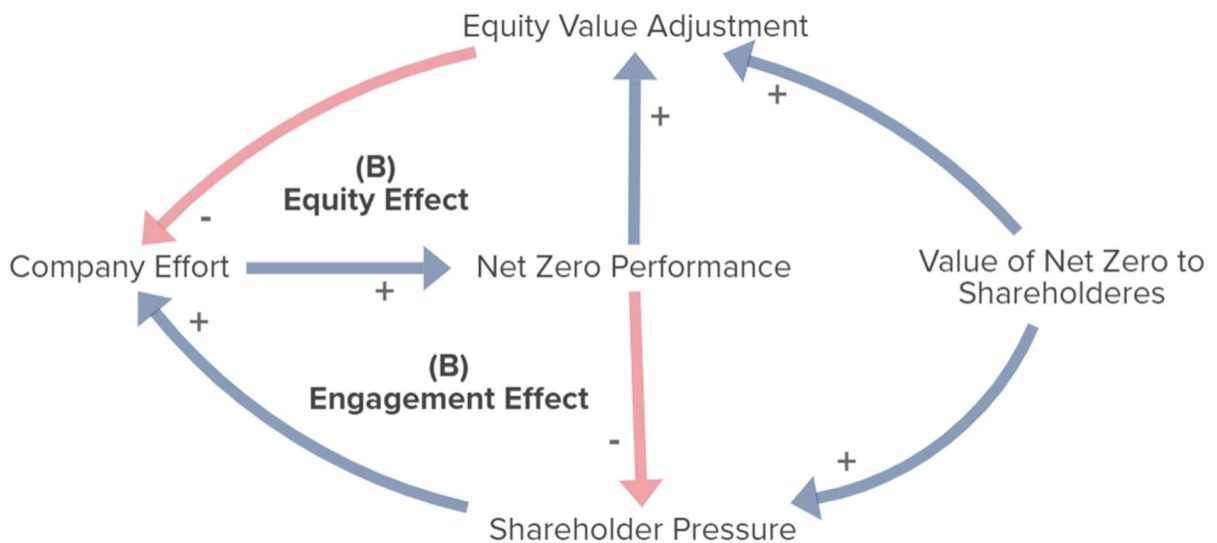 Equity Value Adjustment
+
+
(B)
Equity Effect
-
Company Effort
+
Net Zero Performance
Value of Net Zero to
Shareholderes
+
(B)
Engagement Effect
-
+
Shareholder Pressure